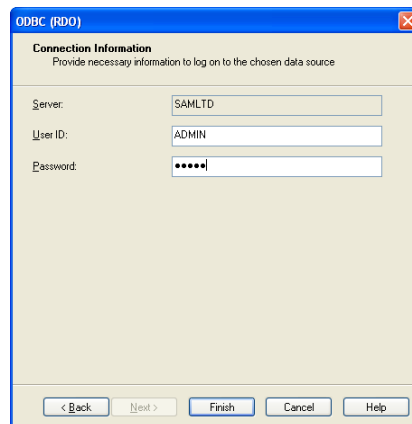 ODBC (RDO)
Connection Information
Provide necessary information to log on to the chosen data source
Server: SAMLTD
User ID: ADMIN
Password: •••••
< Back Next > Finish Cancel Help